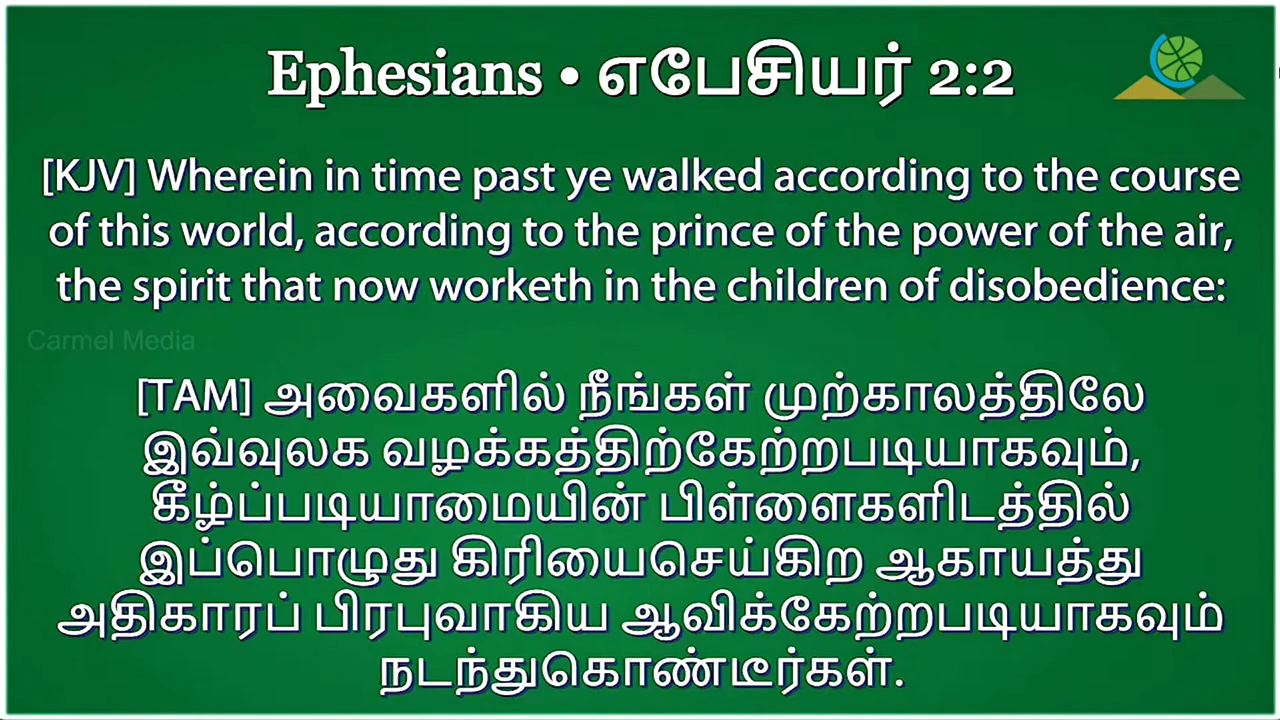 Ephesians • எபேசியர் 2:2
[KJV] Wherein in time past ye walked according to the course
of this world, according to the prince of the power of the air,
the spirit that now worketh in the children of disobedience:
Carmel Media
[TAM] அவைகளில் நீங்கள் முற்காலத்திலே
இவ்வுலக வழக்கத்திற்கேற்றபடியாகவும்,
கீழ்ப்படியாமையின் பிள்ளைகளிடத்தில்
இப்பொழுது கிரியைசெய்கிற ஆகாயத்து
அதிகாரப் பிரபுவாகிய ஆவிக்கேற்றபடியாகவும்
நடந்துகொண்டீர்கள்.